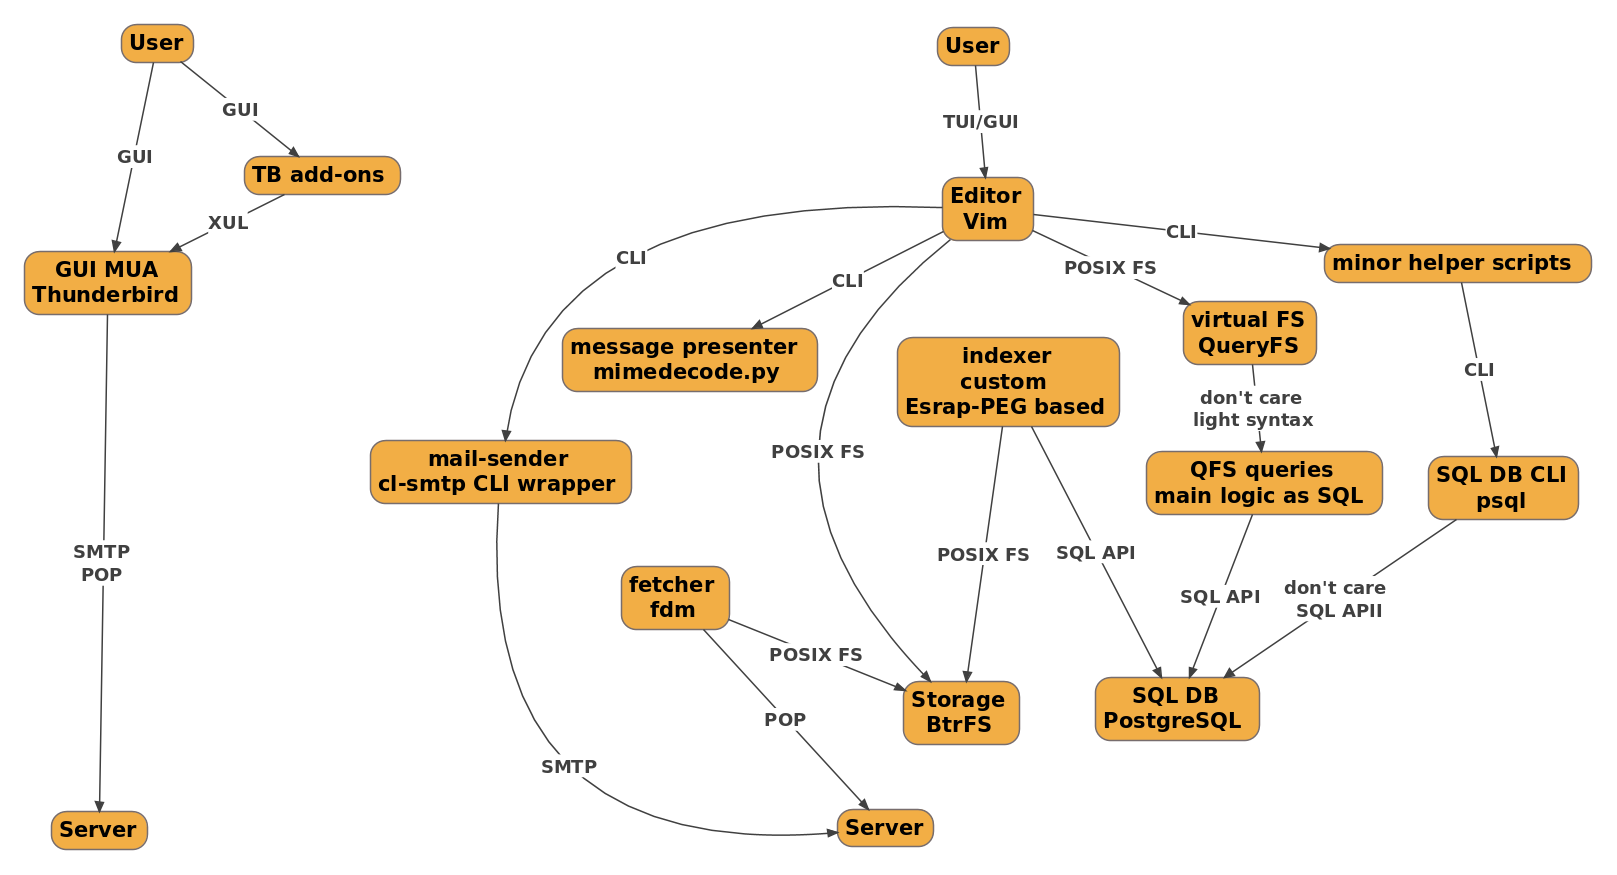 User
GUI
GUI
TB add-ons
XUL
GUI MUA
Thunderbird
SMTP
POP
Server
User
TUI/GUI
Editor
Vim
CLI
CLI
POSIX FS
POSIX FS
CLI
minor helper scripts
message presenter
mimedecode.py
indexer
custom
Esrap-PEG based
virtual FS
QueryFS
don't care
light syntax
CLI
mail-sender
cl-smtp CLI wrapper
QFS queries
main logic as SQL
SQL DB CLI
psql
POSIX FS
SQL API
SQL API
don't care
SQL APII
fetcher
fdm
POSIX FS
POP
SMTP
Storage
BtrFS
SQL DB
PostgreSQL
Server